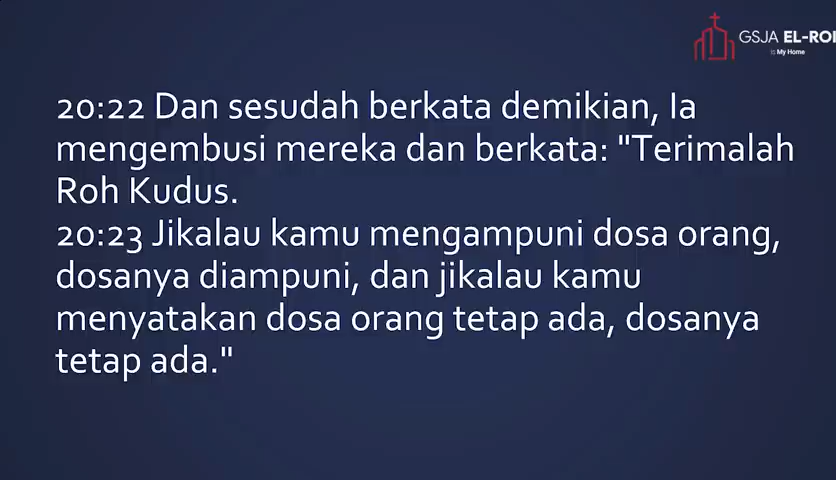 GSJA EL-ROI
is My Home
20:22 Dan sesudah berkata demikian, Ia
mengembusi mereka dan berkata: "Terimalah
Roh Kudus.
20:23 Jikalau kamu mengampuni dosa orang,
dosanya diampuni, dan jikalau kamu
menyatakan dosa orang tetap ada, dosanya
tetap ada."